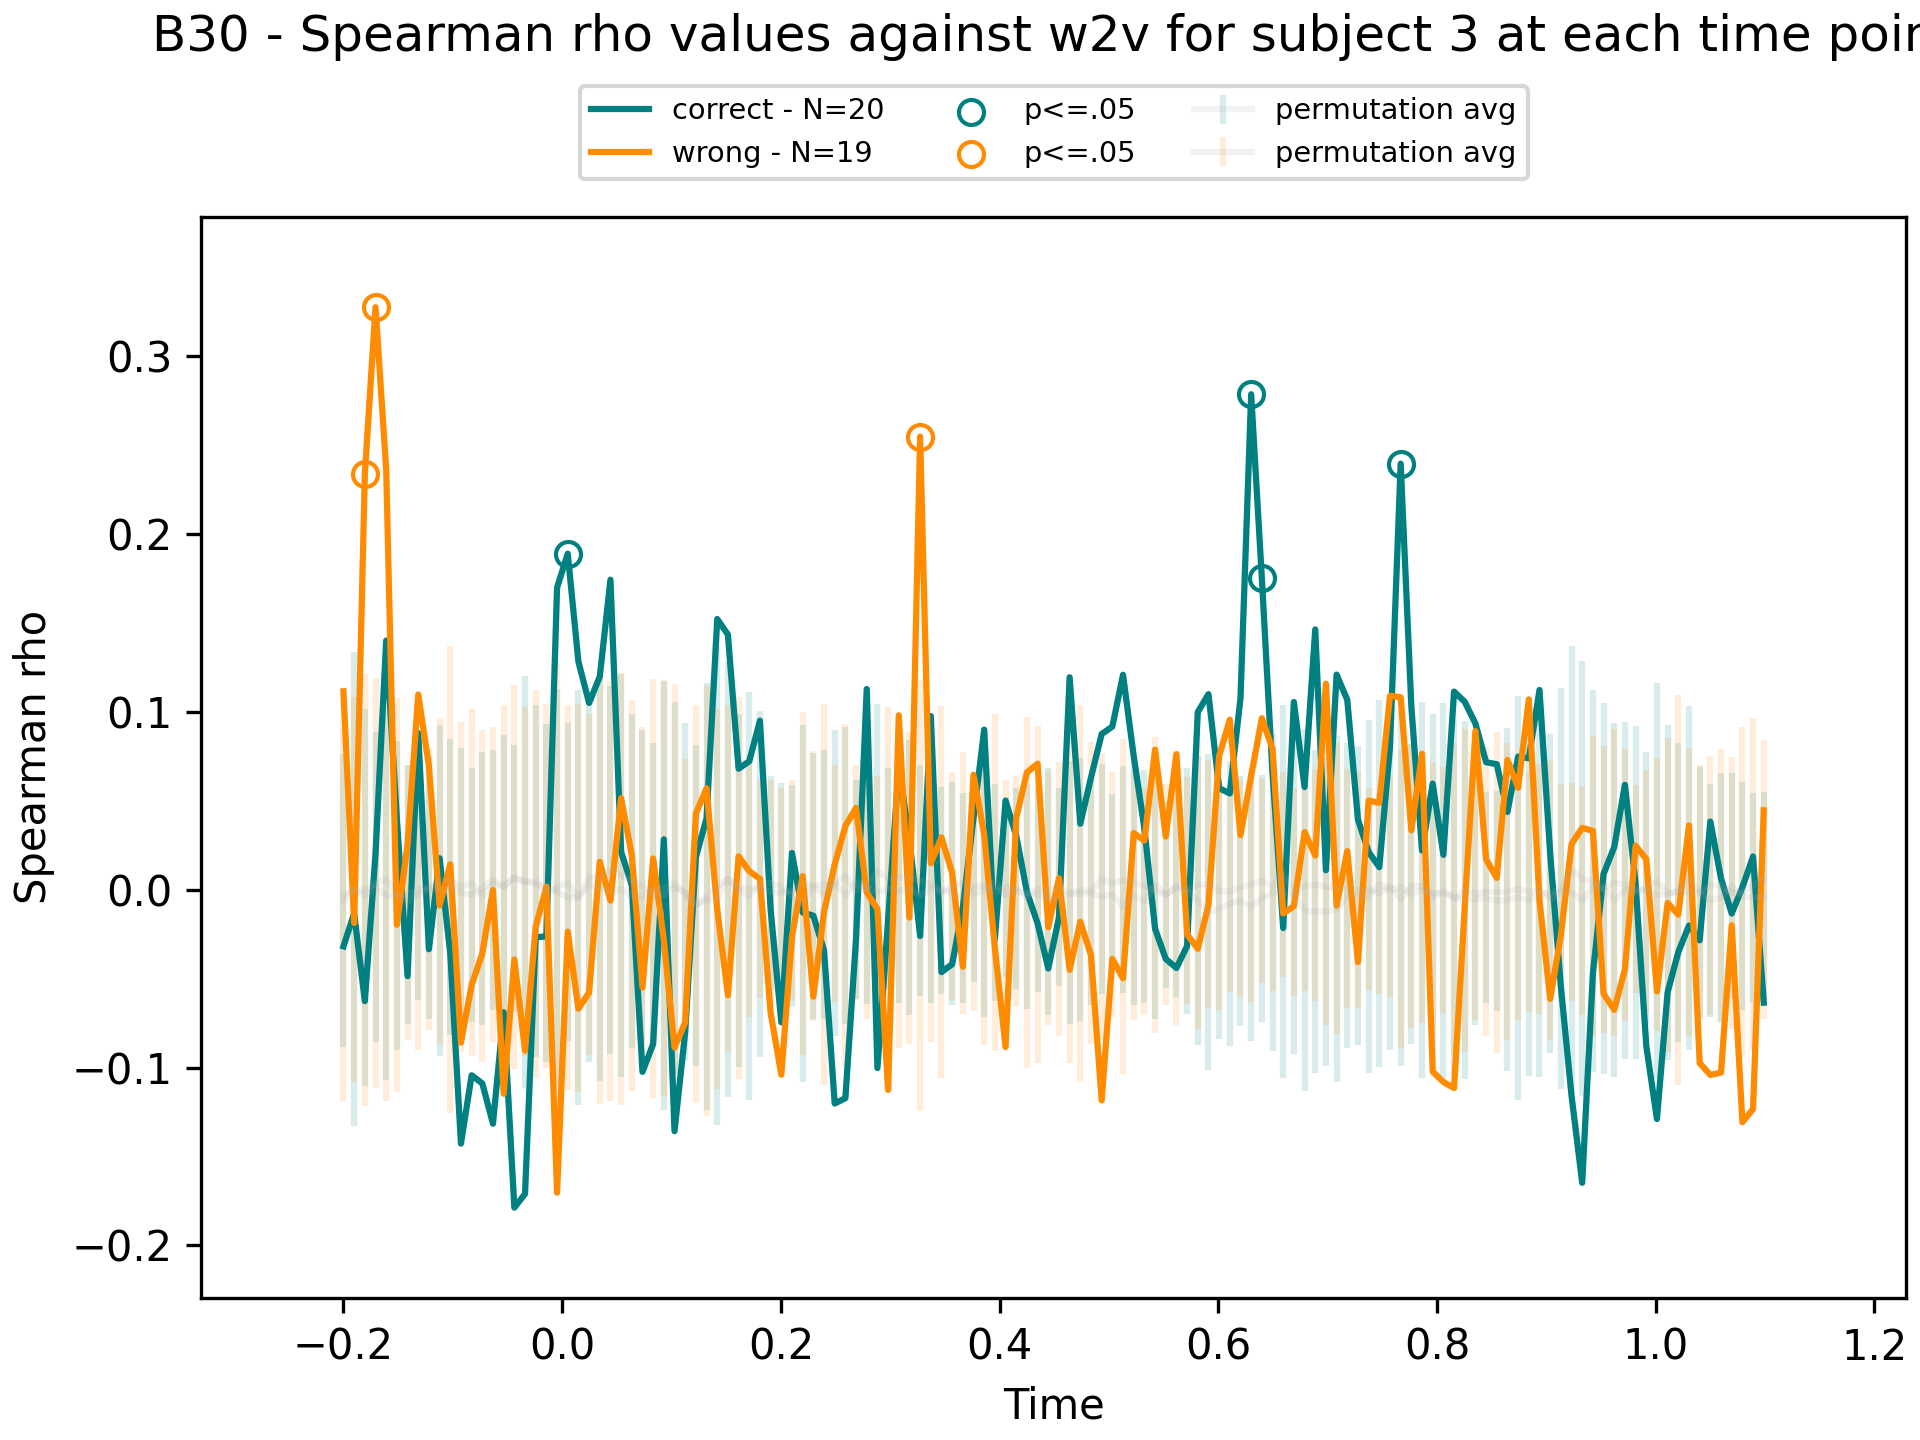 B30 - Spearman rho values against w2v for subject 3 at each time poin
correct - N=20
wrong - N=19
p<=.05
p<=.05
permutation avg
permutation avg
Spearman rho
0.3
0.2
0.1
0.0
−0.1
−0.2
−0.2 0.0 0.2 0.4 0.6 0.8 1.0 1.2
Time